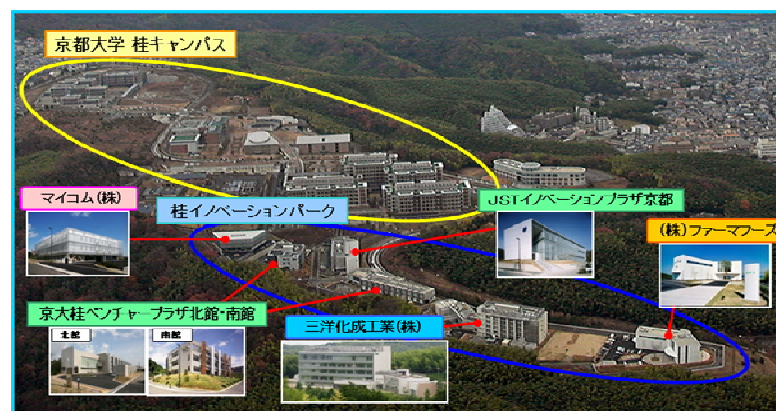 京都大学 桂キャンパス
マイコム(株)
桂イノベーションパーク
JSTイノベーションプラザ京都
(株)ファーマフーズ
京大桂ベンチャープラザ北館・南館
北館
南館
三洋化成工業(株)